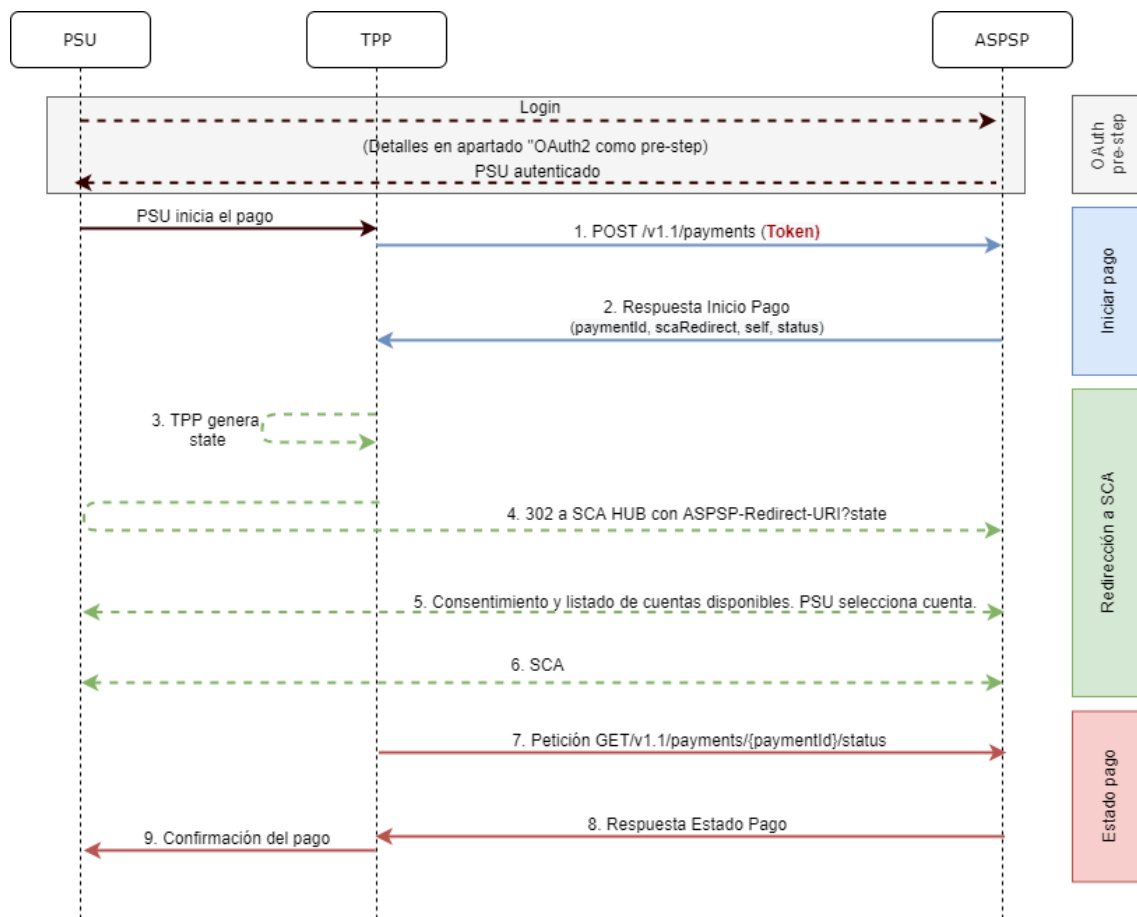 PSU
TPP
ASPSP
Login
(Detalles en apartado "OAuth2 como pre-step)
PSU autenticado
OAuth
pre-step
PSU inicia el pago
1. POST /v1.1/payments (Token)
2. Respuesta Inicio Pago
(paymentId, scaRedirect, self, status)
Iniciar pago
3. TPP genera
state
4. 302 a SCA HUB con ASPSP-Redirect-URI?state
5. Consentimiento y listado de cuentas disponibles. PSU selecciona cuenta.
6. SCA
Redirección a SCA
7. Petición GET/v1.1/payments/{paymentId}/status
8. Respuesta Estado Pago
9. Confirmación del pago
Estado pago